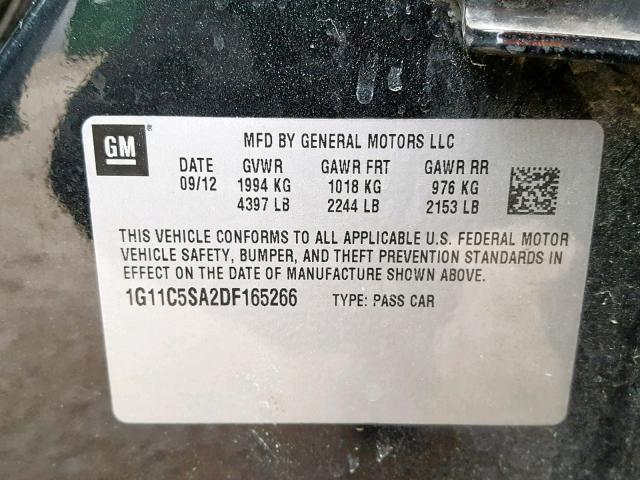 GM ®
MFD BY GENERAL MOTORS LLC
DATE GVWR GAWR FRT GAWR RR
09/12 1994 KG 1018 KG 976 KG
4397 LB 2244 LB 2153 LB
THIS VEHICLE CONFORMS TO ALL APPLICABLE U.S. FEDERAL MOTOR
VEHICLE SAFETY, BUMPER, AND THEFT PREVENTION STANDARDS IN
EFFECT ON THE DATE OF MANUFACTURE SHOWN ABOVE.
1G11C5SA2DF165266 TYPE: PASS CAR